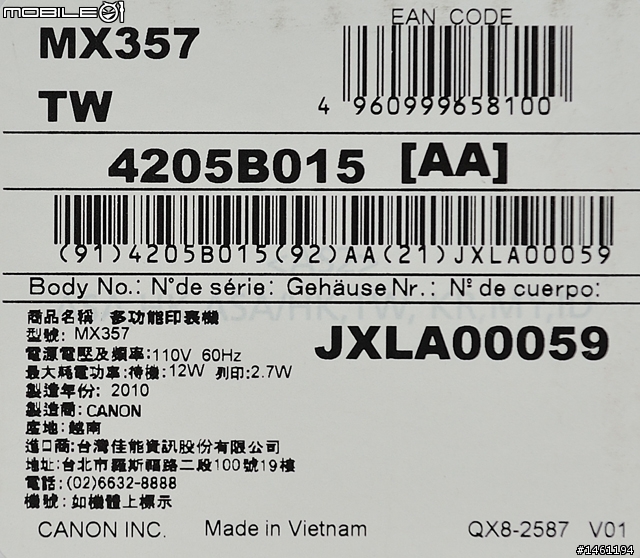 mobile01
EAN CODE
MX357
4 960999658100
TW
4205B015 [AA]
(91)4205B015(92)AA(21)JXLA00059
Body No.: N°de série: Gehäuse Nr.: Nº de cuerpo:
商品名稱: 多功能印表機
型號: MX357
JXLA00059
電源電壓及頻率:110V 60Hz
最大耗電功率:待機: 12W 列印:2.7W
製造年份: 2010
製造商: CANON
產地:越南
進口商:台灣佳能資訊股份有限公司
地址:台北市羅斯福路二段100號19樓
電話:(02)6632-8888
機號:如機體上標示
CANON INC. Made in Vietnam QX8-2587 V01
#1461194